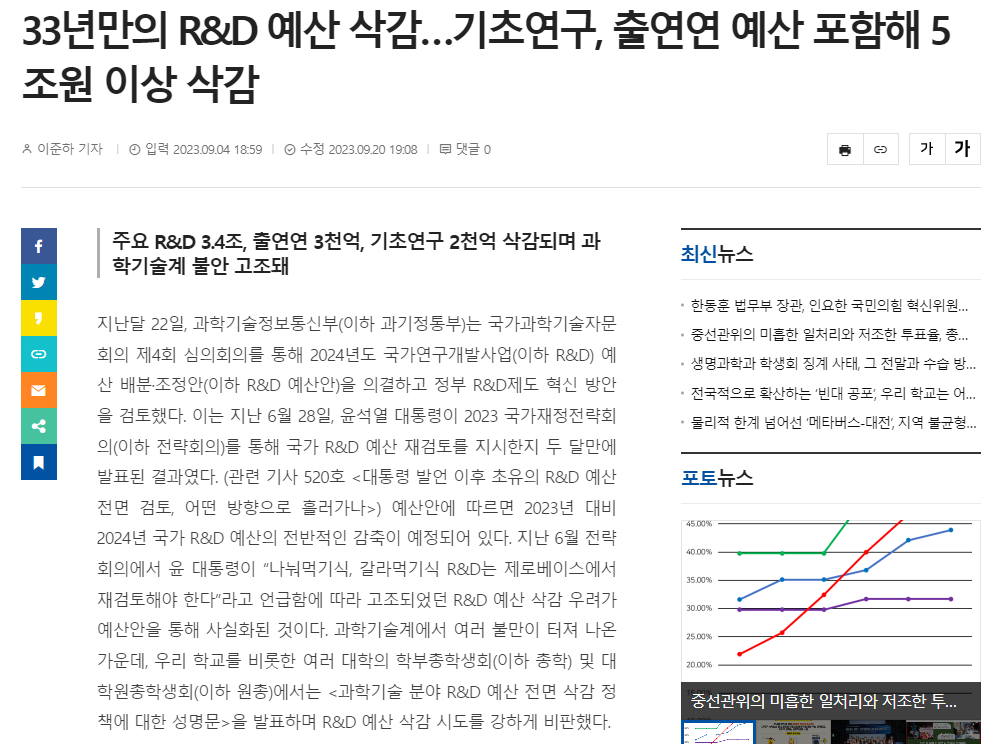 33년만의 R&D 예산 삭감…기초연구, 출연연 예산 포함해 5
조원 이상 삭감
이준하 기자
입력 2023.09.04 18:59
수정 2023.09.20 19:08
댓글 0
가
가
주요 R&D 3.4조, 출연연 3천억, 기초연구 2천억 삭감되며 과
학기술계 불안 고조돼
지난달 22일, 과학기술정보통신부(이하 과기정통부)는 국가과학기술자문
회의 제4회 심의회의를 통해 2024년도 국가연구개발사업(이하 R&D) 예
산 배분·조정안(이하 R&D 예산안)을 의결하고 정부 R&D제도 혁신 방안
을 검토했다. 이는 지난 6월 28일, 윤석열 대통령이 2023 국가재정전략회
의(이하 전략회의)를 통해 국가 R&D 예산 재검토를 지시한지 두 달만에
발표된 결과였다. (관련 기사 520호 <대통령 발언 이후 초유의 R&D 예산
전면 검토, 어떤 방향으로 흘러가나>) 예산안에 따르면 2023년 대비
2024년 국가 R&D 예산의 전반적인 감축이 예정되어 있다. 지난 6월 전략
회의에서 윤 대통령이 “나눠먹기식, 갈라먹기식 R&D는 제로베이스에서
재검토해야 한다”라고 언급함에 따라 고조되었던 R&D 예산 삭감 우려가
예산안을 통해 사실화된 것이다. 과학기술계에서 여러 불만이 터져 나온
가운데, 우리 학교를 비롯한 여러 대학의 학부총학생회(이하 총학) 및 대
학원총학생회(이하 원총)에서는 <과학기술 분야 R&D 예산 전면 삭감 정
책에 대한 성명문>을 발표하며 R&D 예산 삭감 시도를 강하게 비판했다.
최신뉴스
한동훈 법무부 장관, 인요한 국민의힘 혁신위원...
중선관위의 미흡한 일처리와 저조한 투표율, 총...
생명과학과 학생회 징계 사태, 그 전말과 수습 방...
전국적으로 확산하는 ‘빈대 공포’, 우리 학교는 어...
물리적 한계 넘어선 ‘메타버스-대전’, 지역 불균형...
포토뉴스
45.00%
40.00%
35.00%
30.00%
25.00%
20.00%
중선관위의 미흡한 일처리와 저조한 투...